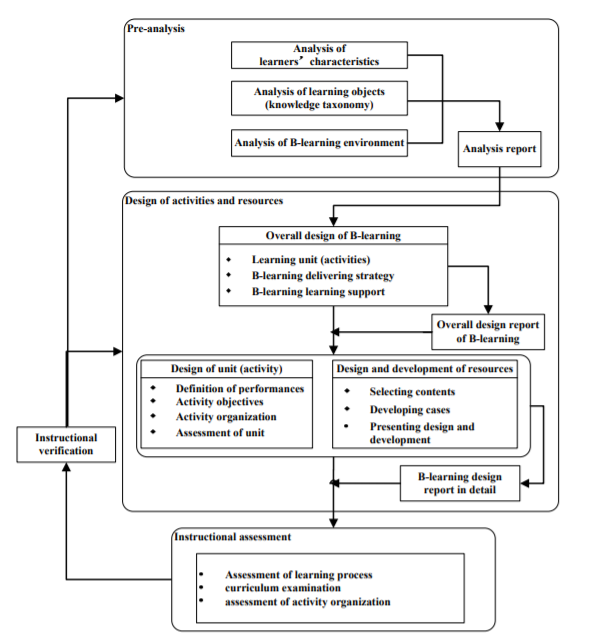 Pre-analysis
Analysis of
learners’ characteristics
Analysis of learning objects
(knowledge taxonomy)
Analysis of B-learning environment
Analysis report
Design of activities and resources
Overall design of B-learning
Learning unit (activities)
B-learning delivering strategy
B-learning learning support
Overall design report
of B-learning
Design of unit (activity)
Definition of performances
Activity objectives
Activity organization
Assessment of unit
Design and development of resources
Selecting contents
Developing cases
Presenting design and
development
Instructional
verification
B-learning design
report in detail
Instructional assessment
Assessment of learning process
curriculum examination
assessment of activity organization